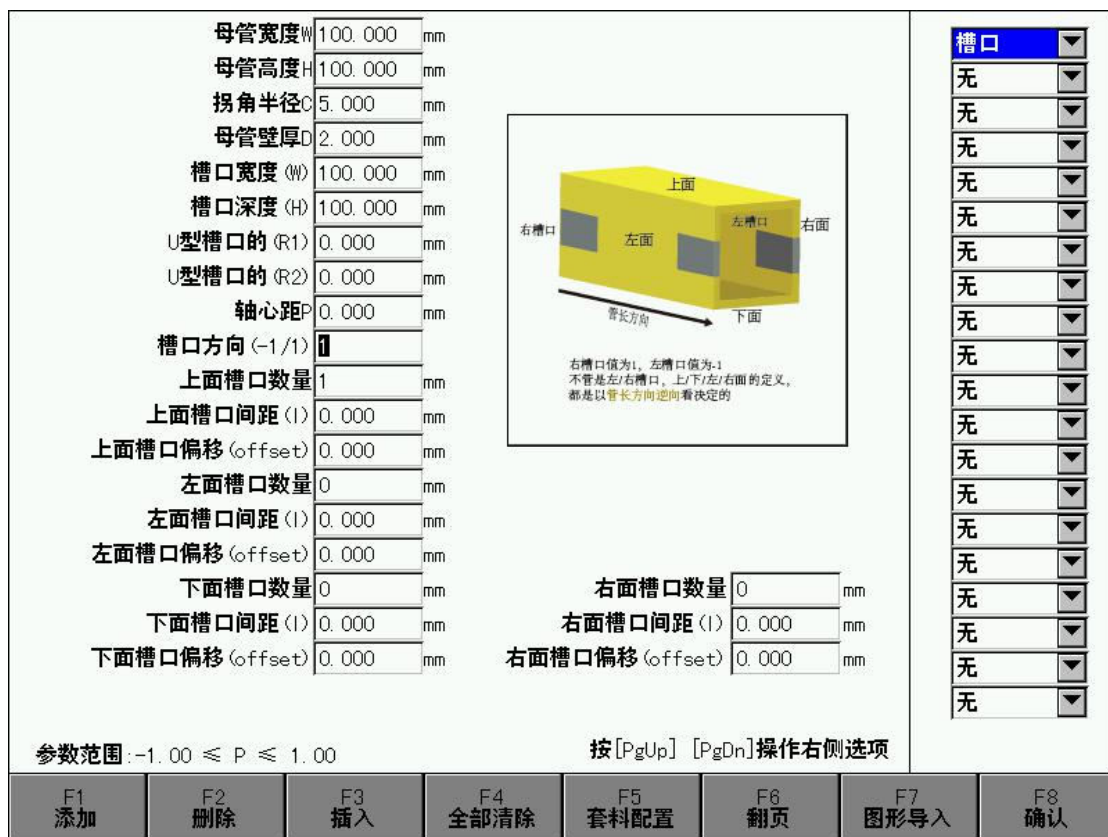 母管宽度W 100.000 mm
槽口
母管高度H 100.000 mm
无
拐角半径C 5.000 mm
无
母管壁厚D 2.000 mm
无
槽口宽度(W) 100.000 mm
无
槽口深度(H) 100.000 mm
无
U型槽口的(R1) 0.000 mm
无
U型槽口的(R2) 0.000 mm
无
轴心距P 0.000 mm
无
槽口方向(-1/1) 1
无
上面槽口数量 1 mm
无
上面槽口间距(I) 0.000 mm
无
上面槽口偏移(offset) 0.000 mm
无
左面槽口数量 0 mm
无
左面槽口间距(I) 0.000 mm
无
左面槽口偏移(offset) 0.000 mm
无
下面槽口数量 0 mm
右面槽口数量 0 mm
无
下面槽口间距(I) 0.000 mm
右面槽口间距(I) 0.000 mm
无
下面槽口偏移(offset) 0.000 mm
右面槽口偏移(offset) 0.000 mm
无
无
上面
右槽口
左面
左槽口
右面
管长方向
下面
右槽口值为1，左槽口值为-1
不管是左/右槽口，上/下/左/右面的定义，
都是以管长方向逆向看决定的
参数范围:-1.00 ≤ P ≤ 1.00
按[PgUp] [PgDn]操作右侧选项
F1 添加
F2 删除
F3 插入
F4 全部清除
F5 套料配置
F6 翻页
F7 图形导入
F8 确认